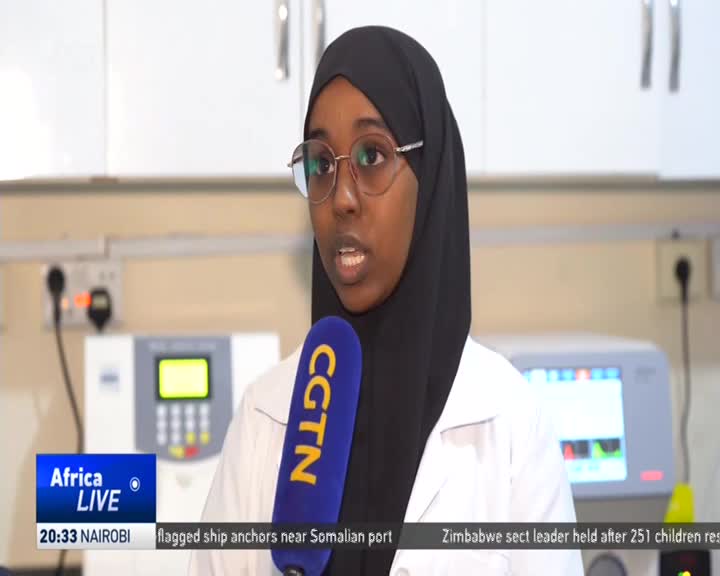 CGTN
Africa
LIVE
20:33 NAIROBI
flagged ship anchors near Somalian port Zimbabwe sect leader held after 251 children res